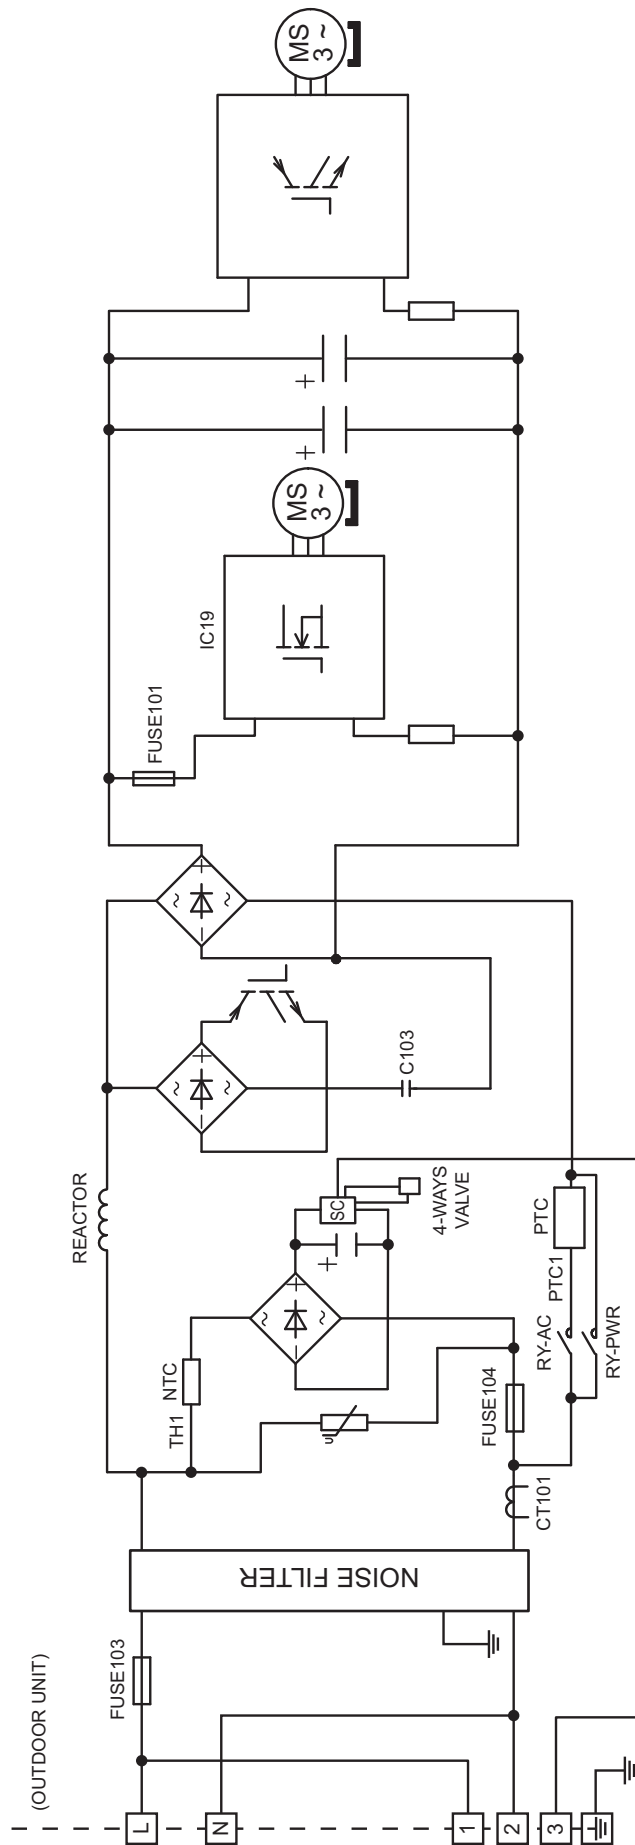 (OUTDOOR UNIT)
L
N
1
2
3
FUSE103
NOISE FILTER
CT101
FUSE104
TH1
NTC
REACTOR
RY-AC
RY-PWR
PTC1
PTC
SC
4-WAYS
VALVE
C103
~
~
+
−
~
~
+
−
~
~
+
−
+
FUSE101
IC19
MS
3 ~
+
+
MS
3 ~